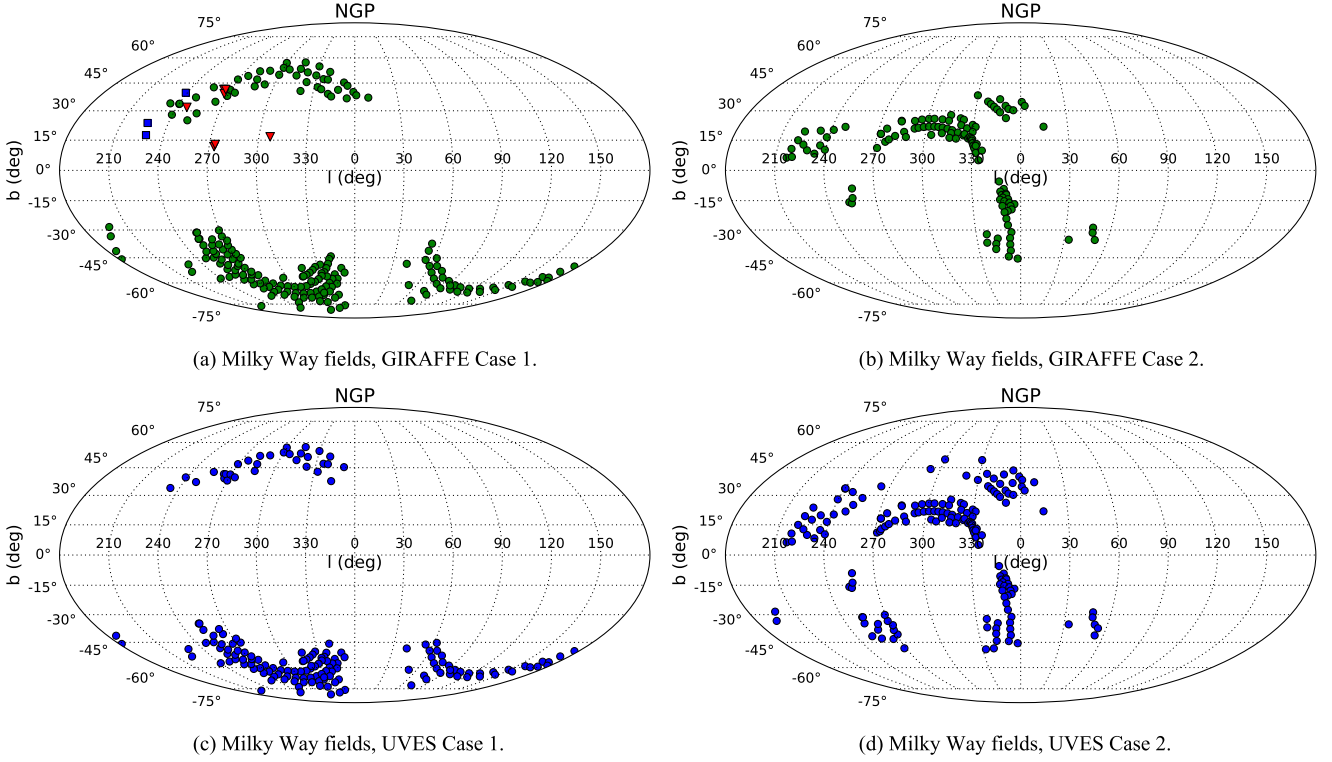 NGP
75°
60°
45°
30°
15°
210 240 270 300 330 0 30 60 90 120 150
0°
l (deg)
b (deg)
-15°
-30°
-45°
-60°
-75°
(a) Milky Way fields, GIRAFFE Case 1.
NGP
75°
60°
45°
30°
15°
210 240 270 300 330 0 30 60 90 120 150
0°
l (deg)
b (deg)
-15°
-30°
-45°
-60°
-75°
(b) Milky Way fields, GIRAFFE Case 2.
NGP
75°
60°
45°
30°
15°
210 240 270 300 330 0 30 60 90 120 150
0°
l (deg)
b (deg)
-15°
-30°
-45°
-60°
-75°
(c) Milky Way fields, UVES Case 1.
NGP
75°
60°
45°
30°
15°
210 240 270 300 330 0 30 60 90 120 150
0°
l (deg)
b (deg)
-15°
-30°
-45°
-60°
-75°
(d) Milky Way fields, UVES Case 2.